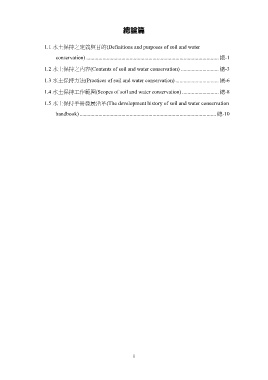 總論篇
1.1 水土保持之定義與目的(Definitions and purposes of soil and water
conservation) ........................................ 總-1
1.2 水土保持之內容(Contents of soil and water conservation) .................... 總-3
1.3 水土保持方法(Practices of soil and water conservation) ...................... 總-6
1.4 水土保持工作範圍(Scopes of soil and water conservation) .................... 總-8
1.5 水土保持手冊發展沿革(The development history of soil and water conservation
handbook) ........................................ 總-10